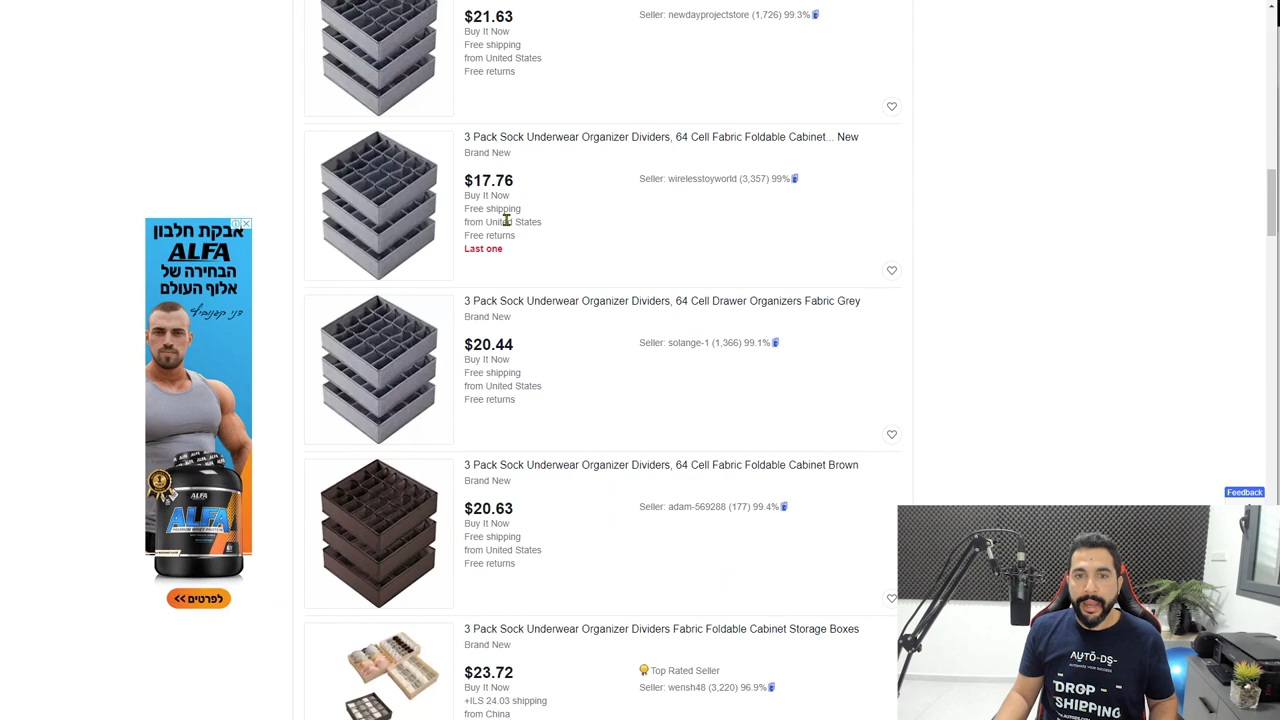 $21.63
Seller: newdayprojectstore (1,726) 99.3%
Buy It Now
Free shipping
from United States
Free returns
3 Pack Sock Underwear Organizer Dividers, 64 Cell Fabric Foldable Cabinet... New
Brand New
$17.76
Seller: wirelesstoyworld (3,357) 99%
Buy It Now
Free shipping
from United States
Free returns
Last one
3 Pack Sock Underwear Organizer Dividers, 64 Cell Drawer Organizers Fabric Grey
Brand New
$20.44
Seller: solange-1 (1,366) 99.1%
Buy It Now
Free shipping
from United States
Free returns
3 Pack Sock Underwear Organizer Dividers, 64 Cell Fabric Foldable Cabinet Brown
Brand New
$20.63
Seller: adam-569288 (177) 99.4%
Buy It Now
Free shipping
from United States
Free returns
3 Pack Sock Underwear Organizer Dividers Fabric Foldable Cabinet Storage Boxes
Brand New
$23.72
Top Rated Seller
Seller: wensh48 (3,220) 96.9%
Buy It Now
+ILS 24.03 shipping
from China
אבקת חלבון
ALFA
הבחירה של
אלוף העולם
ALFA
ALFA
לפרטים >>
Feedback
AUTO-DS-
AUTOMATE YOUR SUCCESS
DROP
SHIPPING